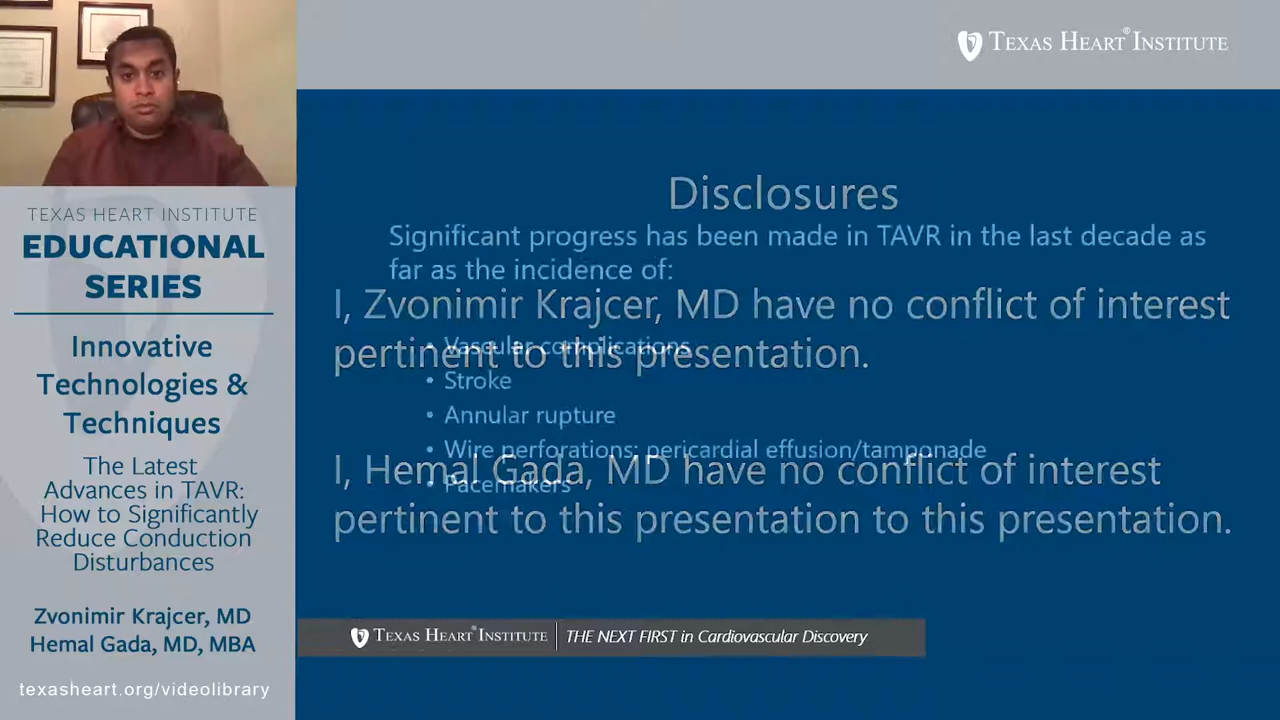 TEXAS HEART® INSTITUTE
TEXAS HEART INSTITUTE
EDUCATIONAL
SERIES
Innovative
Technologies &
Techniques
The Latest
Advances in TAVR:
How to Significantly
Reduce Conduction
Disturbances
Zvonimir Krajcer, MD
Hemal Gada, MD, MBA
texasheart.org/videolibrary
Disclosures
I, Zvonimir Krajcer, MD have no conflict of interest
pertinent to this presentation.
I, Hemal Gada, MD have no conflict of interest
pertinent to this presentation to this presentation.
Significant progress has been made in TAVR in the last decade as
far as the incidence of:
• Vascular complications
• Stroke
• Annular rupture
• Wire perforations: pericardial effusion/tamponade
• Pacemakers
TEXAS HEART® INSTITUTE | THE NEXT FIRST in Cardiovascular Discovery